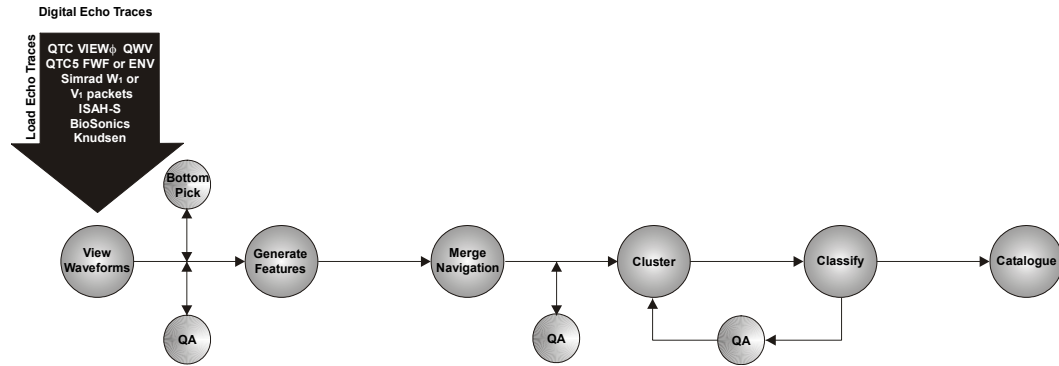 Digital Echo Traces
Load Echo Traces
QTC VIEWϕ QWV
QTC5 FWF or ENV
Simrad W₁ or
V₁ packets
ISAH-S
BioSonics
Knudsen
Bottom
Pick
View
Waveforms
Generate
Features
Merge
Navigation
Cluster
Classify
Catalogue
QA
QA
QA